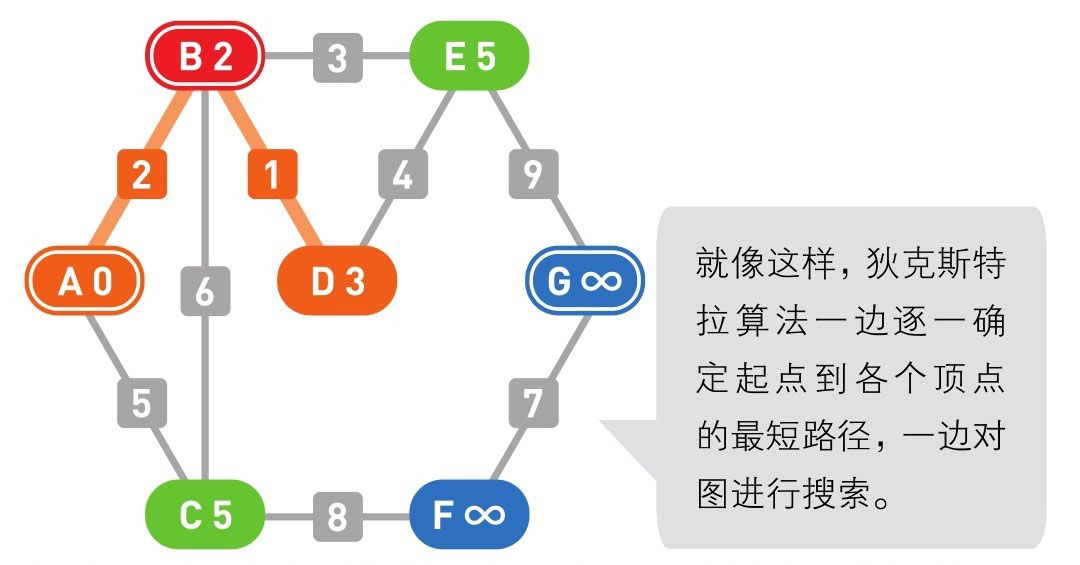 B 2
3
E 5
2
1
4
9
A 0
6
D 3
G ∞
5
7
C 5
8
F ∞
就像这样，狄克斯特
拉算法一边逐一确
定起点到各个顶点
的最短路径，一边对
图进行搜索。